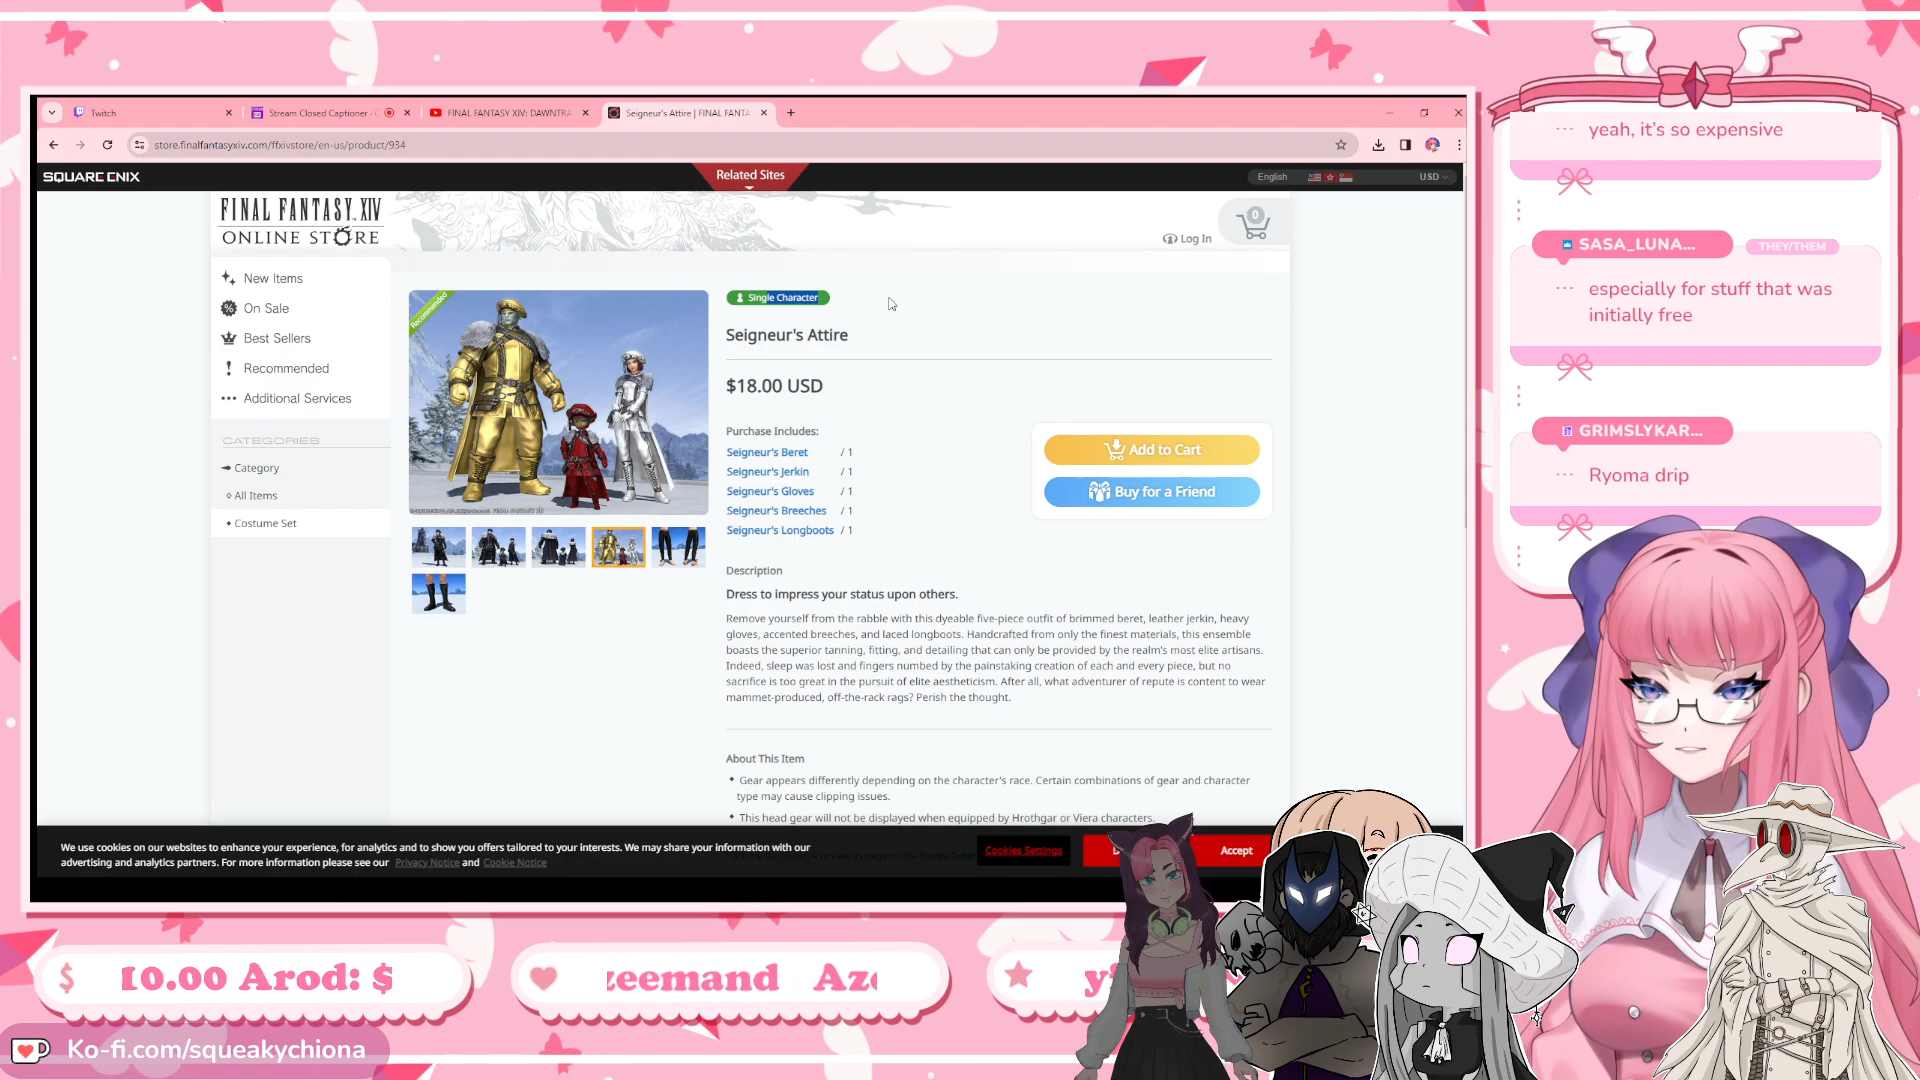 Twitch
Stream Closed Captioner - C
FINAL FANTASY XIV: DAWNTRA
Seigneur's Attire | FINAL FANTA
store.finalfantasyxiv.com/ffxivstore/en-us/product/934
SQUARE ENIX
Related Sites
English
USD
FINAL FANTASY XIV
ONLINE STORE
0
Log In
New Items
On Sale
Best Sellers
Recommended
Additional Services
CATEGORIES
Category
All Items
Costume Set
Recommended
Single Character
Seigneur's Attire
$18.00 USD
Purchase Includes:
Seigneur's Beret / 1
Seigneur's Jerkin / 1
Seigneur's Gloves / 1
Seigneur's Breeches / 1
Seigneur's Longboots / 1
Add to Cart
Buy for a Friend
Description
Dress to impress your status upon others.
Remove yourself from the rabble with this dyeable five-piece outfit of brimmed beret, leather jerkin, heavy
gloves, accented breeches, and laced longboots. Handcrafted from only the finest materials, this ensemble
boasts the superior tanning, fitting, and detailing that can only be provided by the realm's most elite artisans.
Indeed, sleep was lost and fingers numbed by the painstaking creation of each and every piece, but no
sacrifice is too great in the pursuit of elite aestheticism. After all, what adventurer of repute is content to wear
mammet-produced, off-the-rack rags? Perish the thought.
About This Item
Gear appears differently depending on the character's race. Certain combinations of gear and character
type may cause clipping issues.
This head gear will not be displayed when equipped by Hrothgar or Viera characters.
We use cookies on our websites to enhance your experience, for analytics and to show you offers tailored to your interests. We may share your information with our
advertising and analytics partners. For more information please see our Privacy Notice and Cookie Notice
Cookies Settings
Accept
yeah, it's so expensive
SASA_LUNA...
THEY/THEM
especially for stuff that was
initially free
GRIMSLYKAR...
Ryoma drip
$ 10.00 Arod: $
zeemand Az
Ko-fi.com/squeakychiona